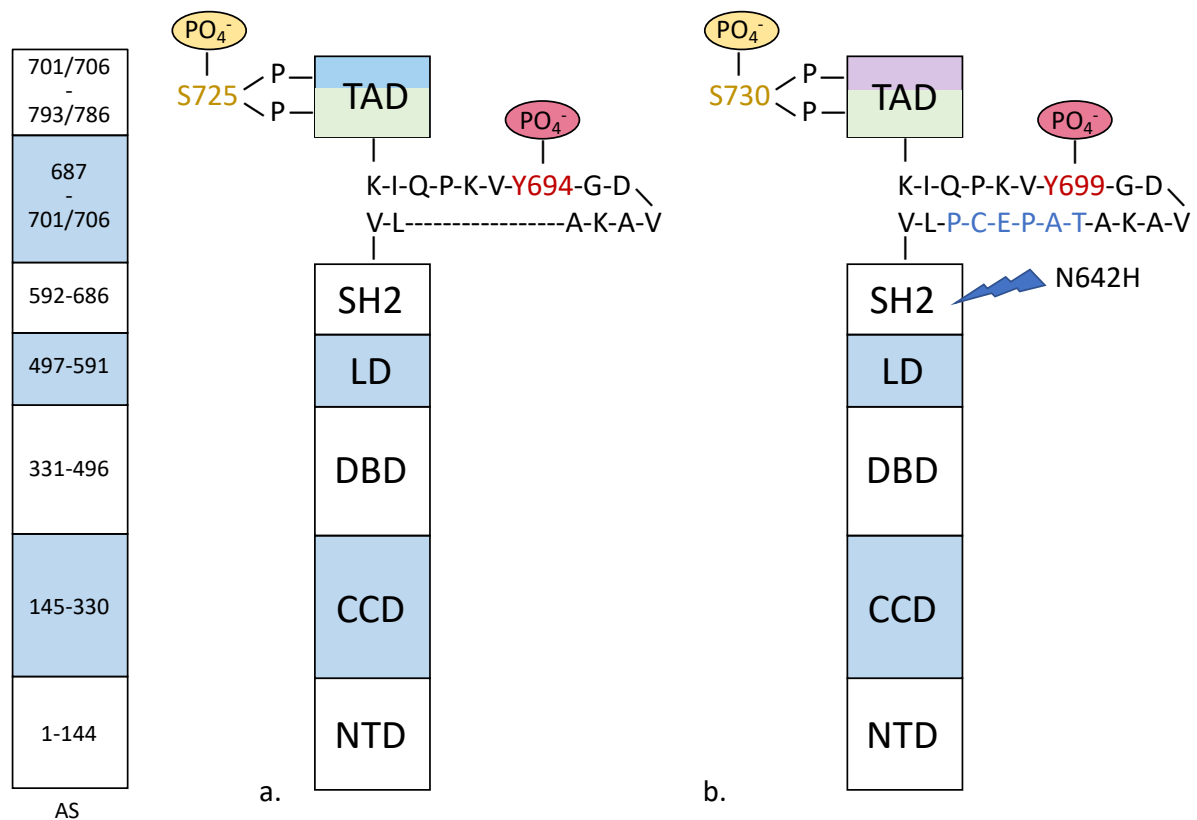 701/706
-
793/786
687
-
701/706
592-686
497-591
331-496
145-330
1-144
AS
PO4-
S725
P
P
TAD
PO4-
K-I-Q-P-K-V-Y694-G-D
V-L----------------A-K-A-V
SH2
LD
DBD
CCD
NTD
a.
PO4-
S730
P
P
TAD
PO4-
K-I-Q-P-K-V-Y699-G-D
V-L-P-C-E-P-A-T-A-K-A-V
SH2
N642H
LD
DBD
CCD
NTD
b.